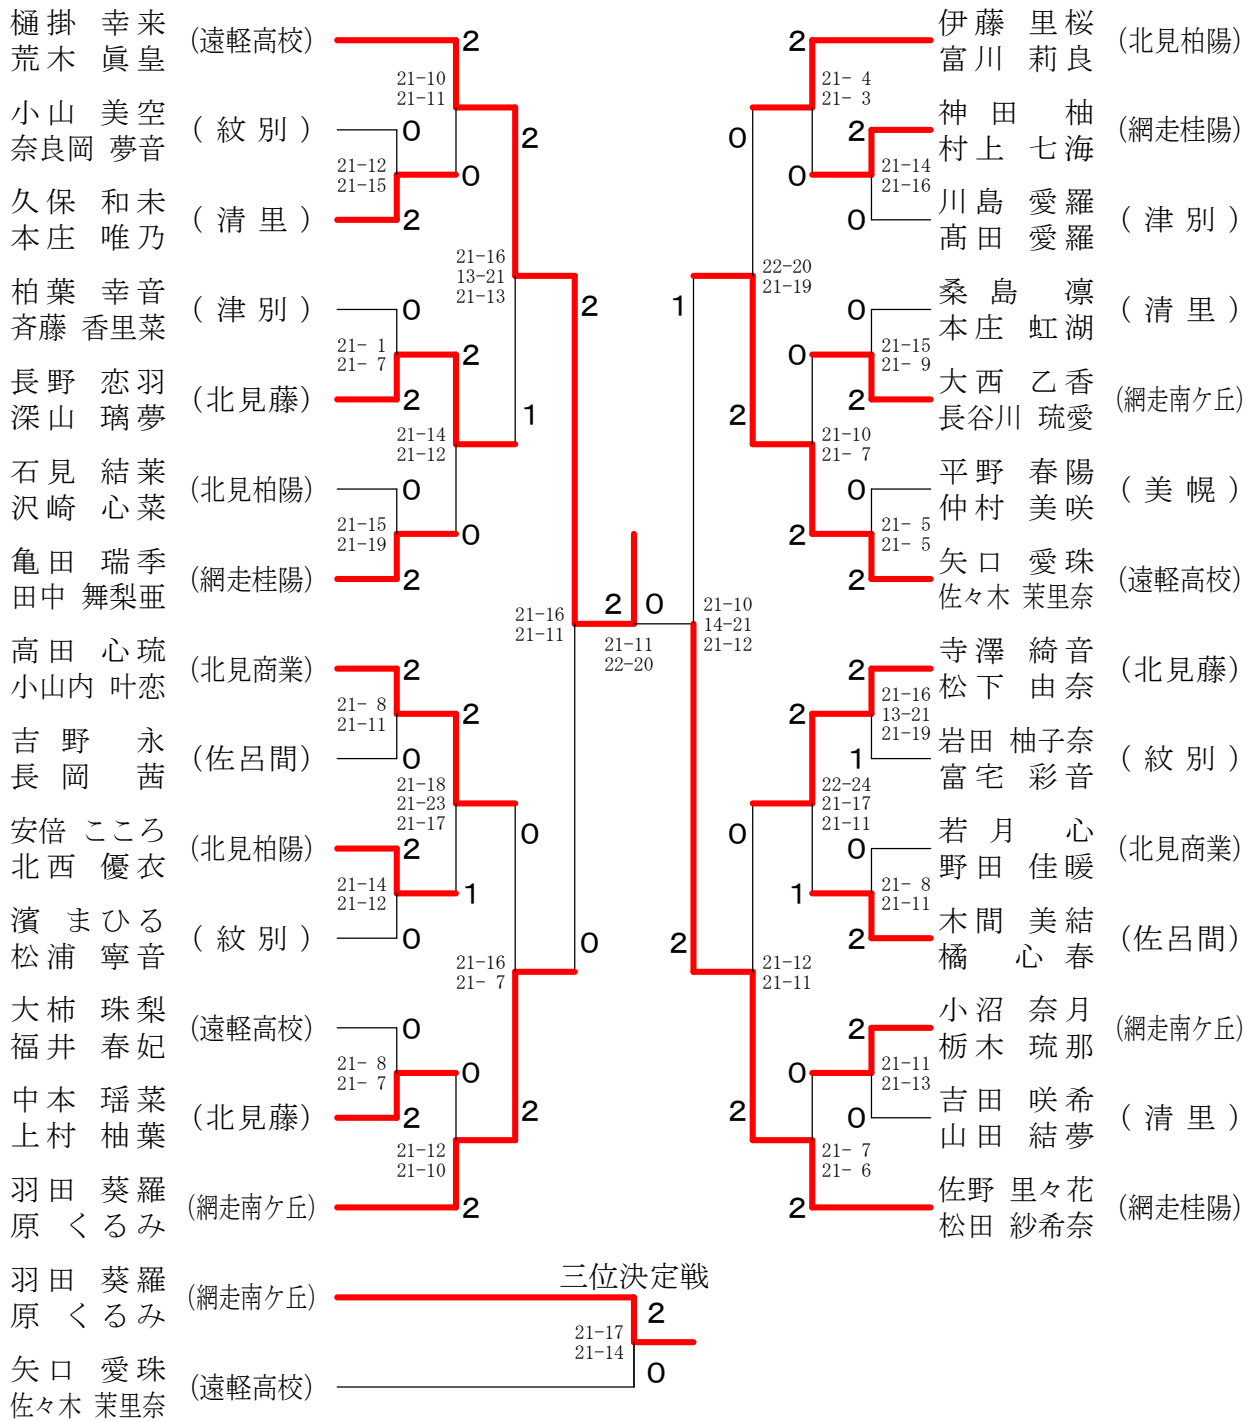 樋掛 幸来
荒木 眞皇
(遠軽高校)
2
21-10
21-11
2
小山 美空
奈良岡 夢音
(紋別)
0
21-12
21-15
0
久保 和未
本庄 唯乃
(清里)
2
21-16
13-21
21-13
2
柏葉 幸音
斉藤 香里菜
(津別)
0
21- 1
21- 7
2
長野 恋羽
深山 璃夢
(北見藤)
2
21-14
21-12
1
石見 結菜
沢崎 心菜
(北見柏陽)
0
21-15
21-19
0
亀田 瑞季
田中 舞梨亜
(網走桂陽)
2
21-16
21-11
2
0
21-11
22-20
高田 心琉
小山内 叶恋
(北見商業)
2
21- 8
21-11
2
吉野 永
長岡 茜
(佐呂間)
0
21-18
21-23
21-17
0
安倍 こころ
北西 優衣
(北見柏陽)
2
21-14
21-12
1
濱 まひる
松浦 寧音
(紋別)
0
21-16
21- 7
0
大柿 珠梨
福井 春妃
(遠軽高校)
0
21- 8
21- 7
0
中本 瑶菜
上村 柚葉
(北見藤)
2
21-12
21-10
2
羽田 葵羅
原 くるみ
(網走南ケ丘)
2
伊藤 里桜
富川 莉良
(北見柏陽)
2
21- 4
21- 3
0
神田 柚
村上 七海
(網走桂陽)
2
21-14
21-16
0
川島 愛羅
髙田 愛羅
(津別)
0
22-20
21-19
1
桑島 凛
本庄 虹湖
(清里)
0
21-15
21- 9
0
大西 乙香
長谷川 琉愛
(網走南ケ丘)
2
21-10
21- 7
2
平野 春陽
仲村 美咲
(美幌)
0
21- 5
21- 5
2
矢口 愛珠
佐々木 茉里奈
(遠軽高校)
2
21-10
14-21
21-12
寺澤 綺音
松下 由奈
(北見藤)
2
21-16
13-21
21-19
2
岩田 柚子奈
富宅 彩音
(紋別)
1
22-24
21-17
21-11
0
若月 心
野田 佳暖
(北見商業)
0
21- 8
21-11
1
木間 美結
橘 心春
(佐呂間)
2
21-12
21-11
2
小沼 奈月
栃木 琉那
(網走南ケ丘)
2
21-11
21-13
0
吉田 咲希
山田 結夢
(清里)
0
21- 7
21- 6
2
佐野 里々花
松田 紗希奈
(網走桂陽)
2
三位決定戦
羽田 葵羅
原 くるみ
(網走南ケ丘)
2
21-17
21-14
矢口 愛珠
佐々木 茉里奈
(遠軽高校)
0